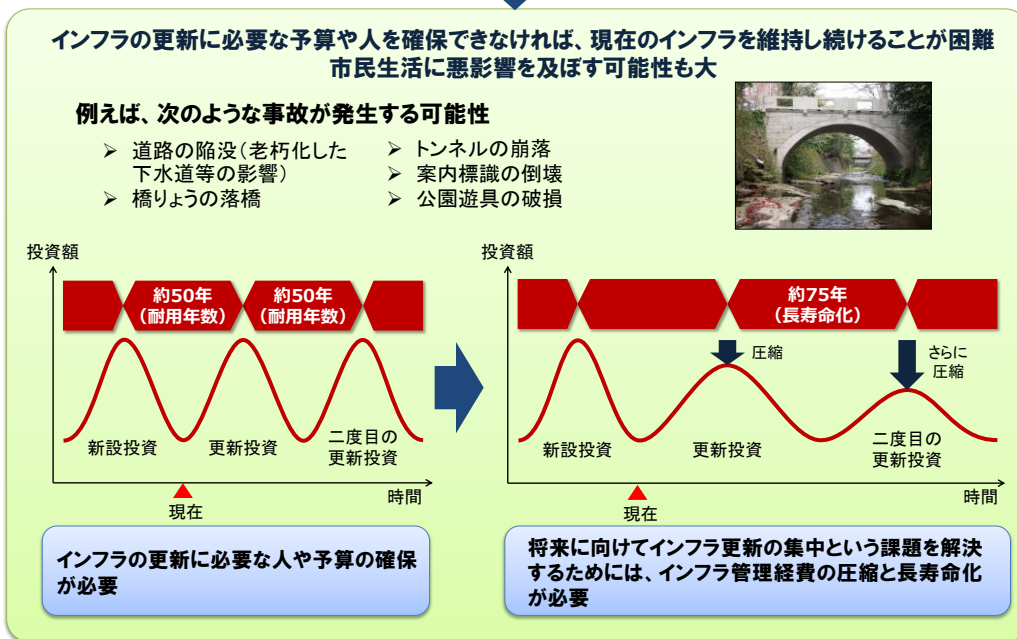 インフラの更新に必要な予算や人を確保できなければ、現在のインフラを維持し続けることが困難
市民生活に悪影響を及ぼす可能性も大
例えば、次のような事故が発生する可能性
➢ 道路の陥没(老朽化した
下水道等の影響)
➢ 橋りょうの落橋
➢ トンネルの崩落
➢ 案内標識の倒壊
➢ 公園遊具の破損
投資額
約50年
(耐用年数)
約50年
(耐用年数)
新設投資
更新投資
二度目の
更新投資
時間
現在
インフラの更新に必要な人や予算の確保
が必要
投資額
約75年
(長寿命化)
圧縮
さらに
圧縮
新設投資
更新投資
二度目の
更新投資
時間
現在
将来に向けてインフラ更新の集中という課題を解決
するためには、インフラ管理経費の圧縮と長寿命化
が必要